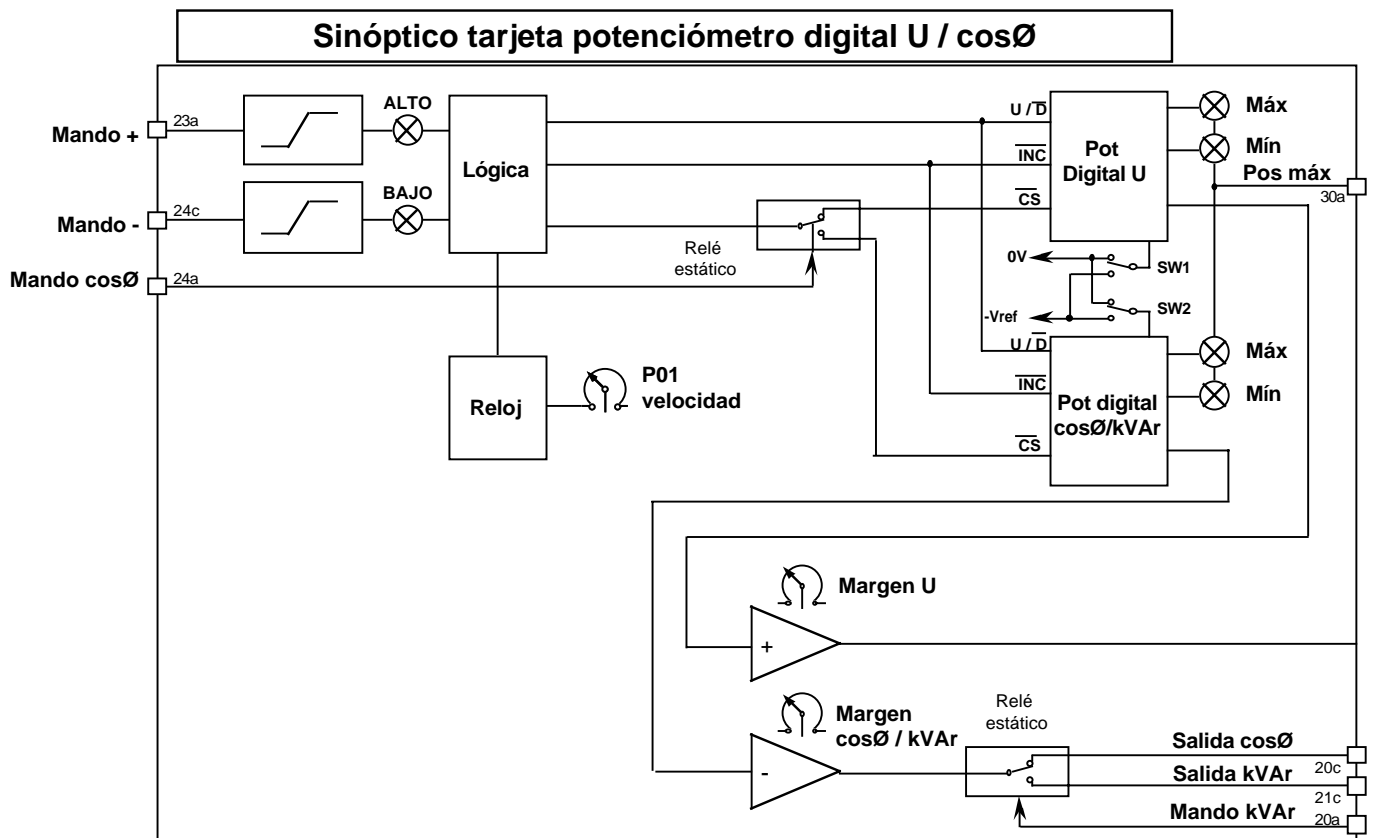 Sinóptico tarjeta potenciómetro digital U / cosØ
Mando +
23a
ALTO
Mando -
24c
BAJO
Mando cosØ
24a
Lógica
Relé
estático
Reloj
P01
velocidad
U / D
INC
CS
Pot
Digital U
Máx
Mín
Pos máx
30a
0V
SW1
-Vref
SW2
U / D
INC
CS
Pot digital
cosØ/kVAr
Máx
Mín
Margen U
+
Margen
cosØ / kVAr
-
Relé
estático
Salida cosØ
20c
Salida kVAr
21c
Mando kVAr
20a